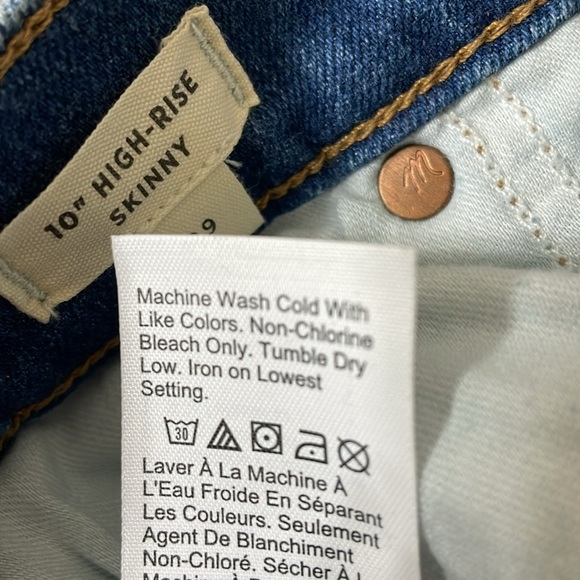 10" HIGH-RISE
SKINNY
m
Machine Wash Cold With
Like Colors. Non-Chlorine
Bleach Only. Tumble Dry
Low. Iron on Lowest
Setting.
30
Laver À La Machine À
L'Eau Froide En Séparant
Les Couleurs. Seulement
Agent De Blanchiment
Non-Chloré. Sécher À